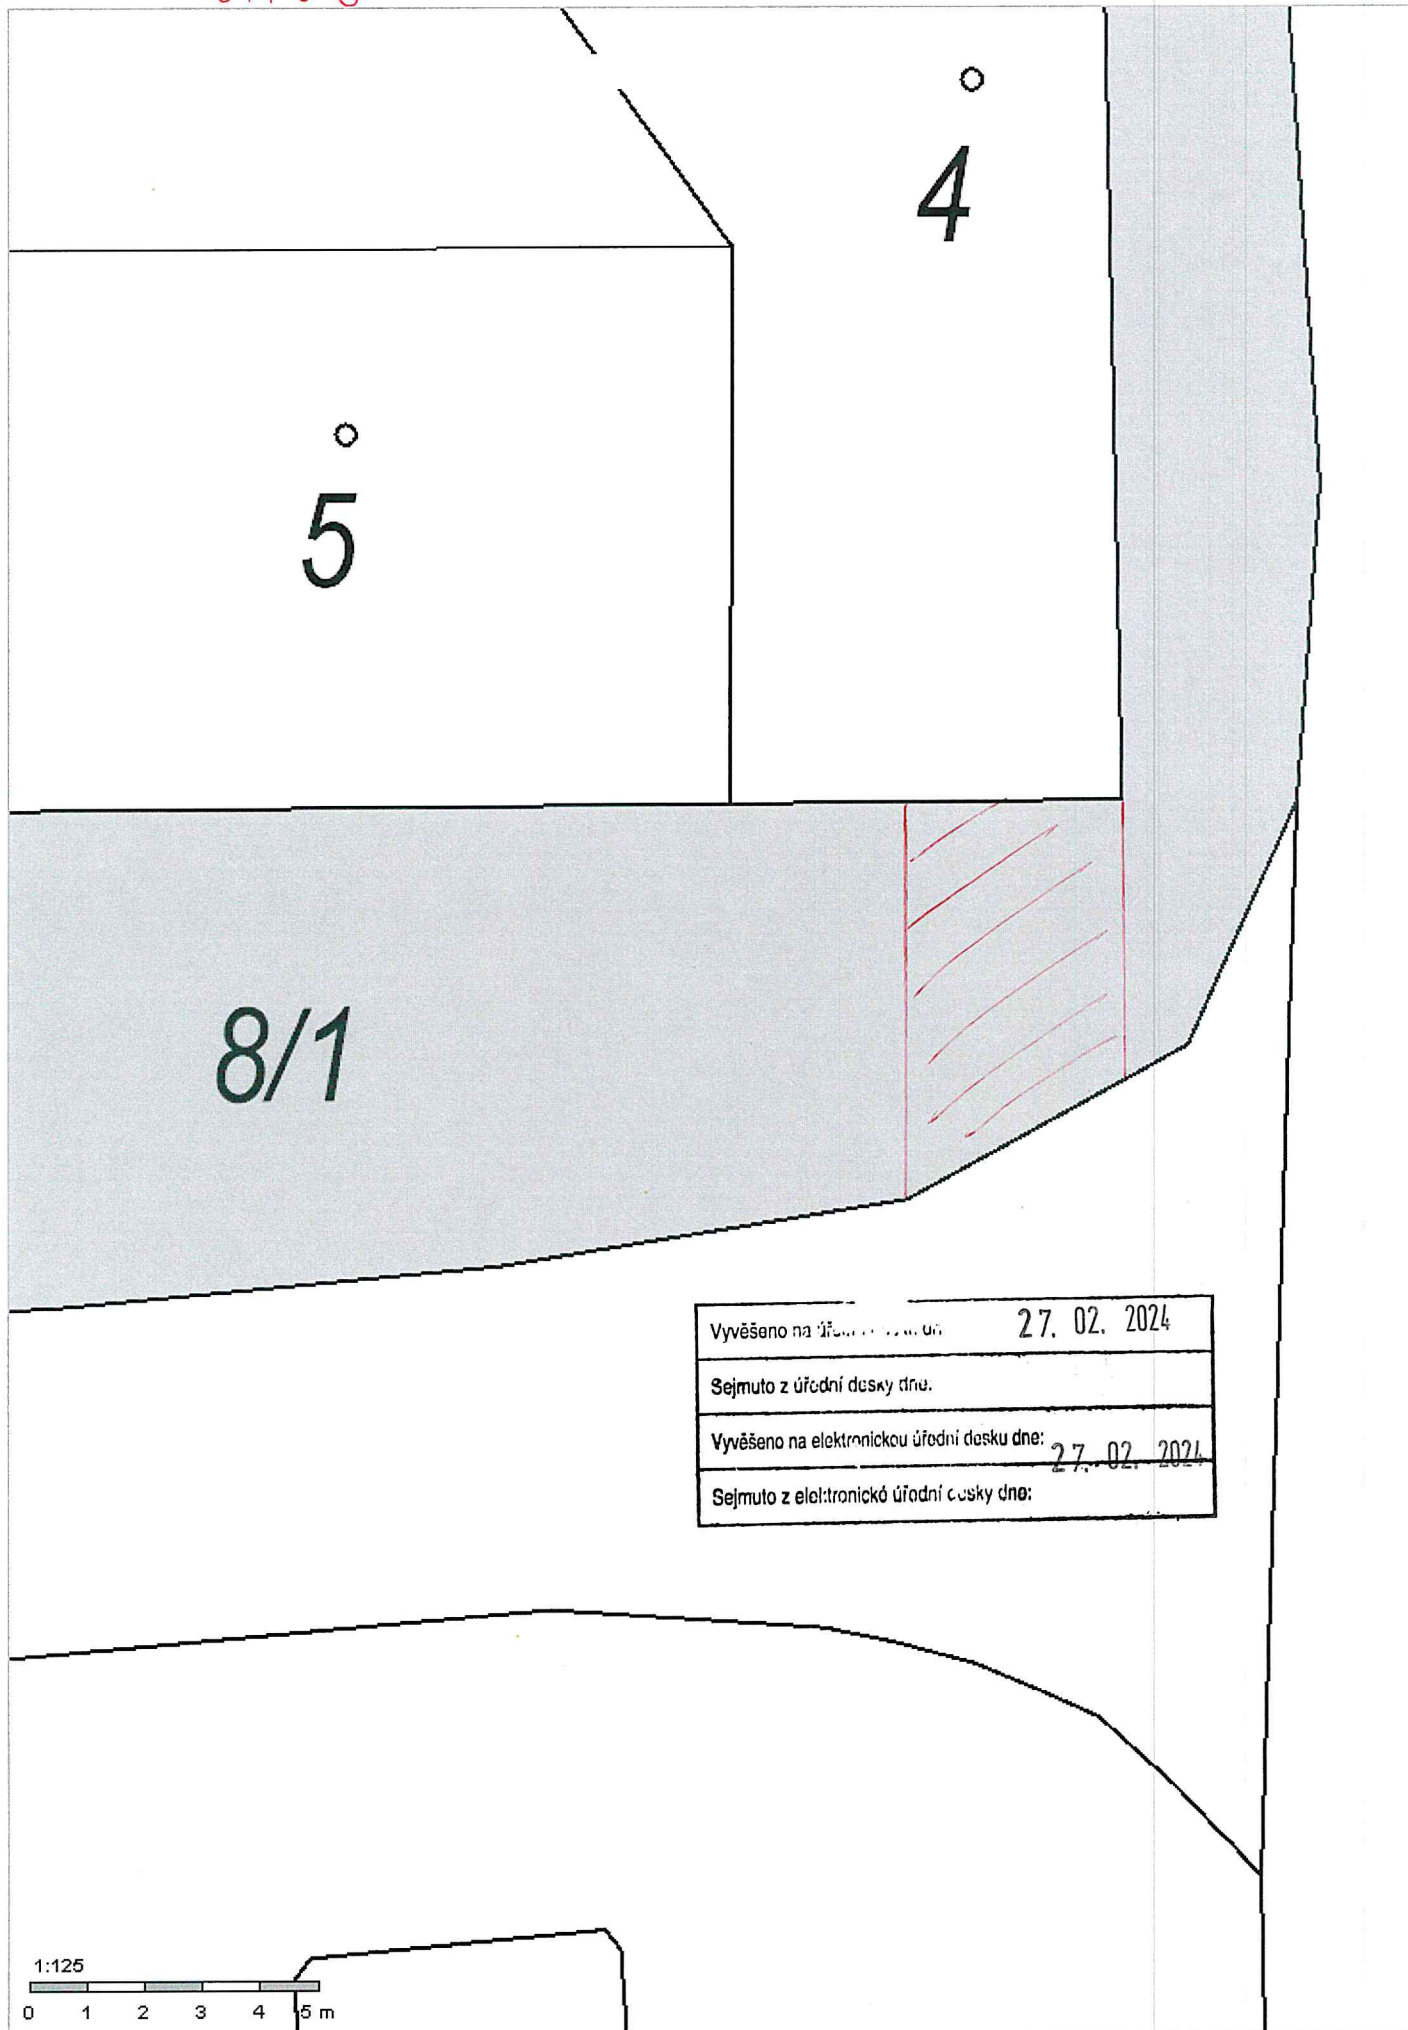 4
5
8/1
Vyvěšeno na 27. 02. 2024
Sejmuto z úřední desky dne:
Vyvěšeno na elektronickou úřední desku dne: 27. 02. 2024
Sejmuto z elektronické úřední desky dne:
1:125
0 1 2 3 4 5 m